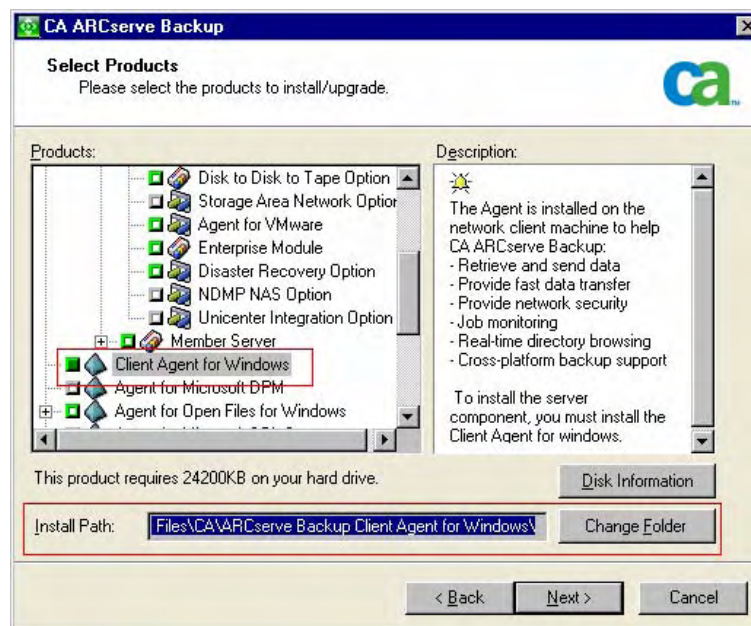 CA ARCserve Backup
Select Products
Please select the products to install/upgrade.
ca
Products:
Disk to Disk to Tape Option
Storage Area Network Option
Agent for VMware
Enterprise Module
Disaster Recovery Option
NDMP NAS Option
Unicenter Integration Option
Member Server
Client Agent for Windows
Agent for Microsoft DPM
Agent for Open Files for Windows
Description:
The Agent is installed on the
network client machine to help
CA ARCserve Backup:
- Retrieve and send data
- Provide fast data transfer
- Provide network security
- Job monitoring
- Real-time directory browsing
- Cross-platform backup support
To install the server
component, you must install the
Client Agent for windows.
This product requires 24200KB on your hard drive.
Disk Information
Install Path:
Files\CA\ARCserve Backup Client Agent for Windows\
Change Folder
< Back
Next >
Cancel